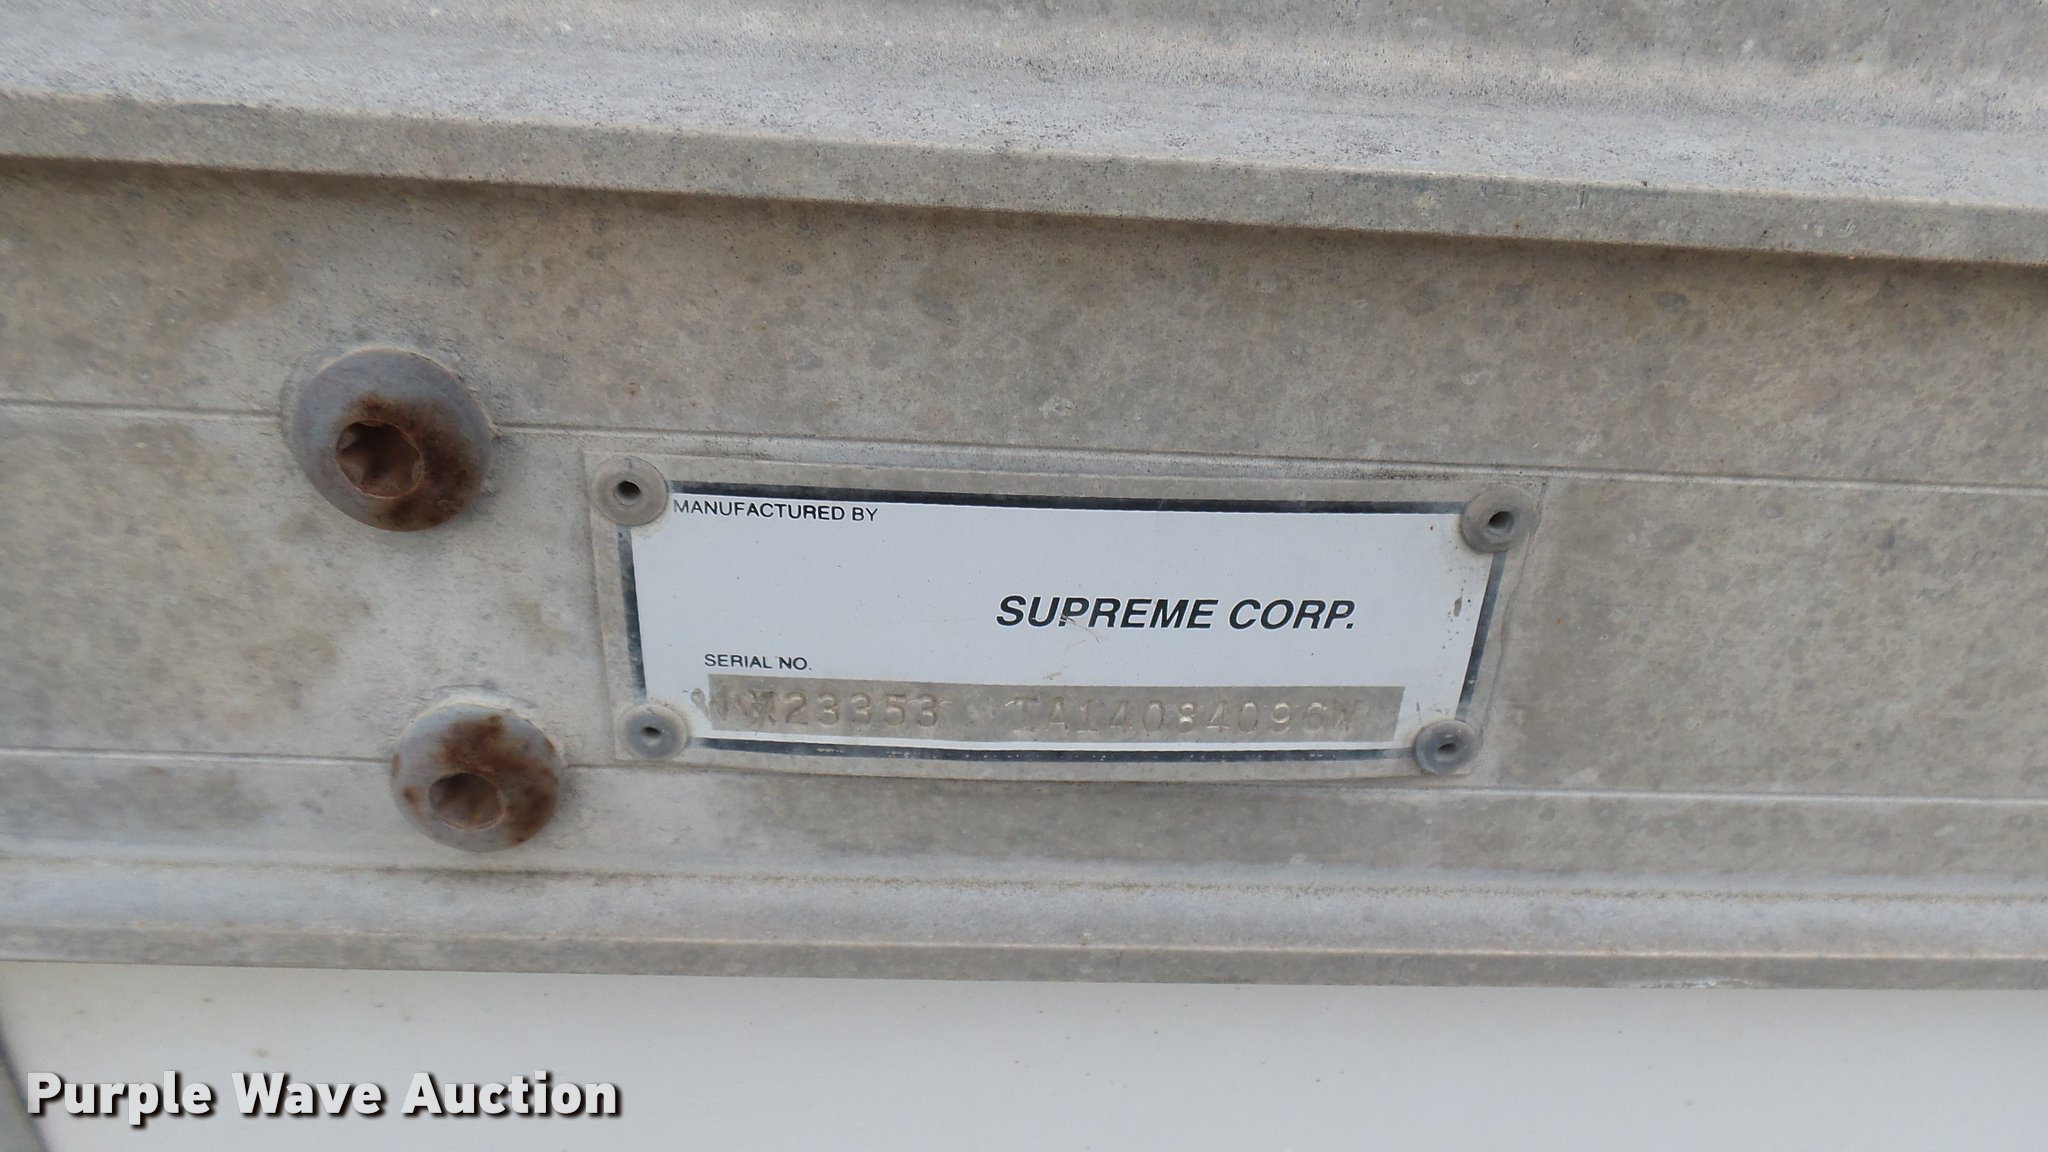 MANUFACTURED BY
SUPREME CORP.
SERIAL NO.
TA14084096W
Purple Wave Auction